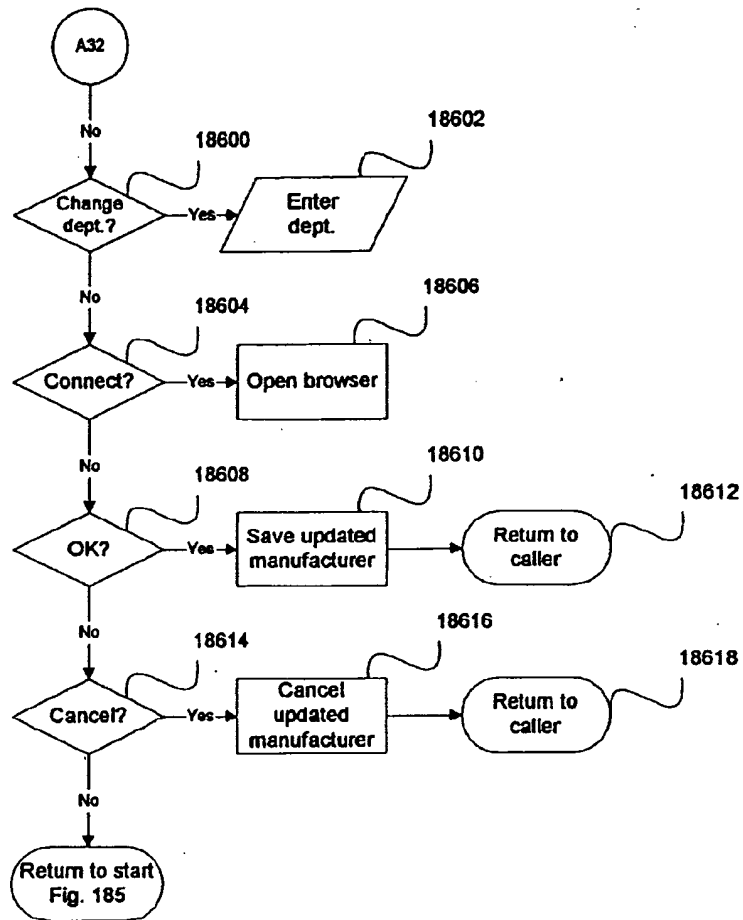 A32
No
18600
18602
Change
dept.?
Yes
Enter
dept.
No
18604
18606
Connect?
Yes
Open browser
No
18608
18610
18612
OK?
Yes
Save updated
manufacturer
Return to
caller
No
18614
18616
18618
Cancel?
Yes
Cancel
updated
manufacturer
Return to
caller
No
Return to start
Fig. 185